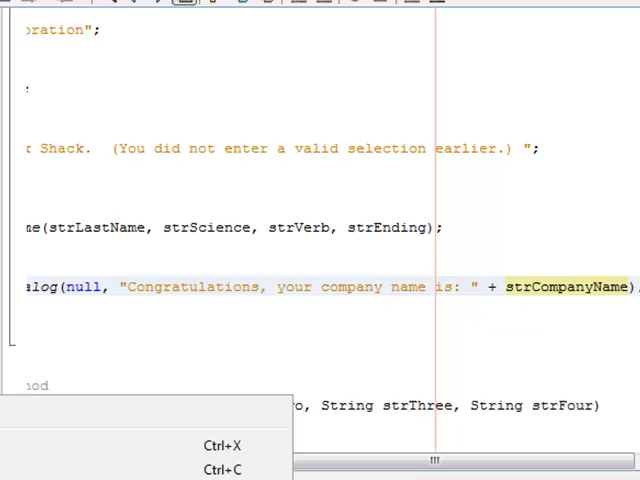 oration";
:
r Shack.  (You did not enter a valid selection earlier.) ";
me(strLastName, strScience, strVerb, strEnding);
alog(null, "Congratulations, your company name is: " + strCompanyName)
hod
o, String strThree, String strFour)
Ctrl+X
Ctrl+C